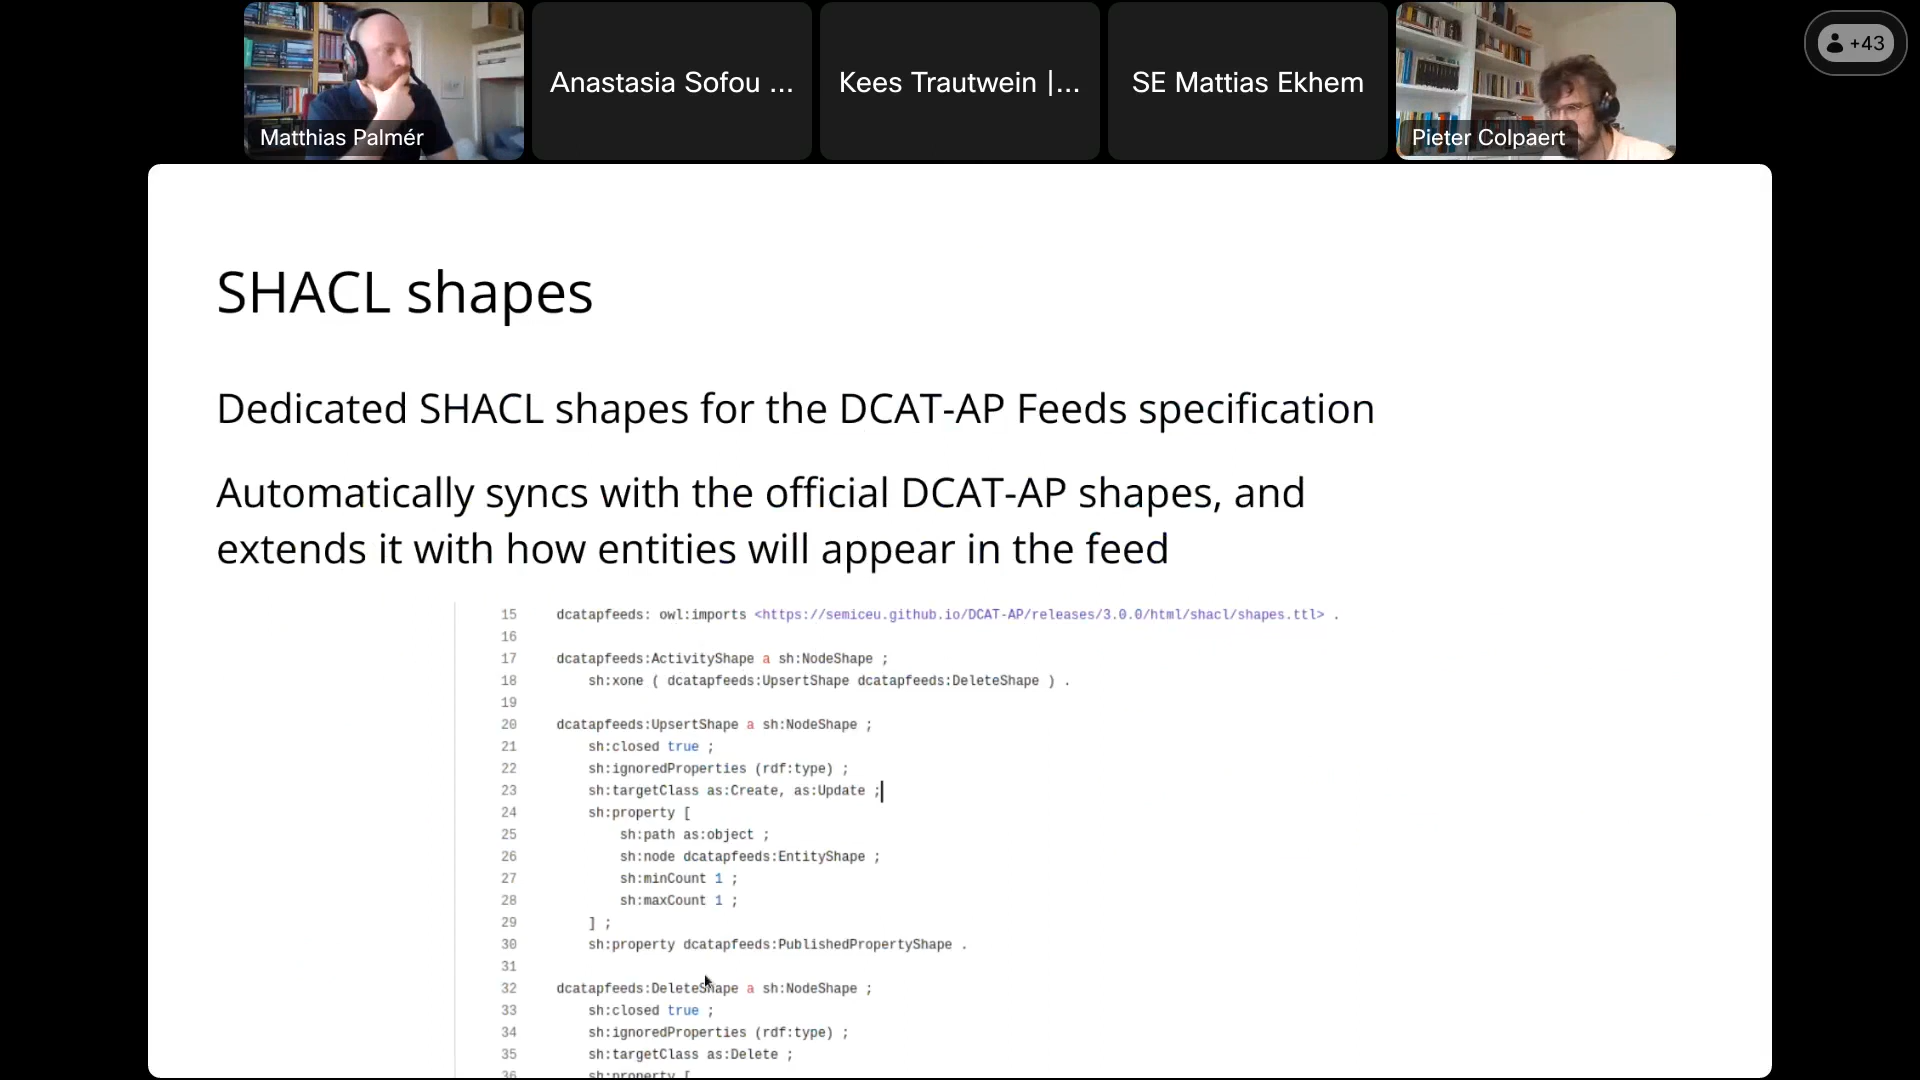 Matthias Palmér
Anastasia Sofou ...
Kees Trautwein |...
SE Mattias Ekhem
Pieter Colpaert
+43
SHACL shapes
Dedicated SHACL shapes for the DCAT-AP Feeds specification
Automatically syncs with the official DCAT-AP shapes, and
extends it with how entities will appear in the feed
15 dcatapfeeds: owl:imports <https://semiceu.github.io/DCAT-AP/releases/3.0.0/html/shacl/shapes.ttl> .
16
17 dcatapfeeds:ActivityShape a sh:NodeShape ;
18 sh:xone ( dcatapfeeds:UpsertShape dcatapfeeds:DeleteShape ) .
19
20 dcatapfeeds:UpsertShape a sh:NodeShape ;
21 sh:closed true ;
22 sh:ignoredProperties (rdf:type) ;
23 sh:targetClass as:Create, as:Update ;
24 sh:property [
25 sh:path as:object ;
26 sh:node dcatapfeeds:EntityShape ;
27 sh:minCount 1 ;
28 sh:maxCount 1 ;
29 ] ;
30 sh:property dcatapfeeds:PublishedPropertyShape .
31
32 dcatapfeeds:DeleteShape a sh:NodeShape ;
33 sh:closed true ;
34 sh:ignoredProperties (rdf:type) ;
35 sh:targetClass as:Delete ;
36 sh:property [